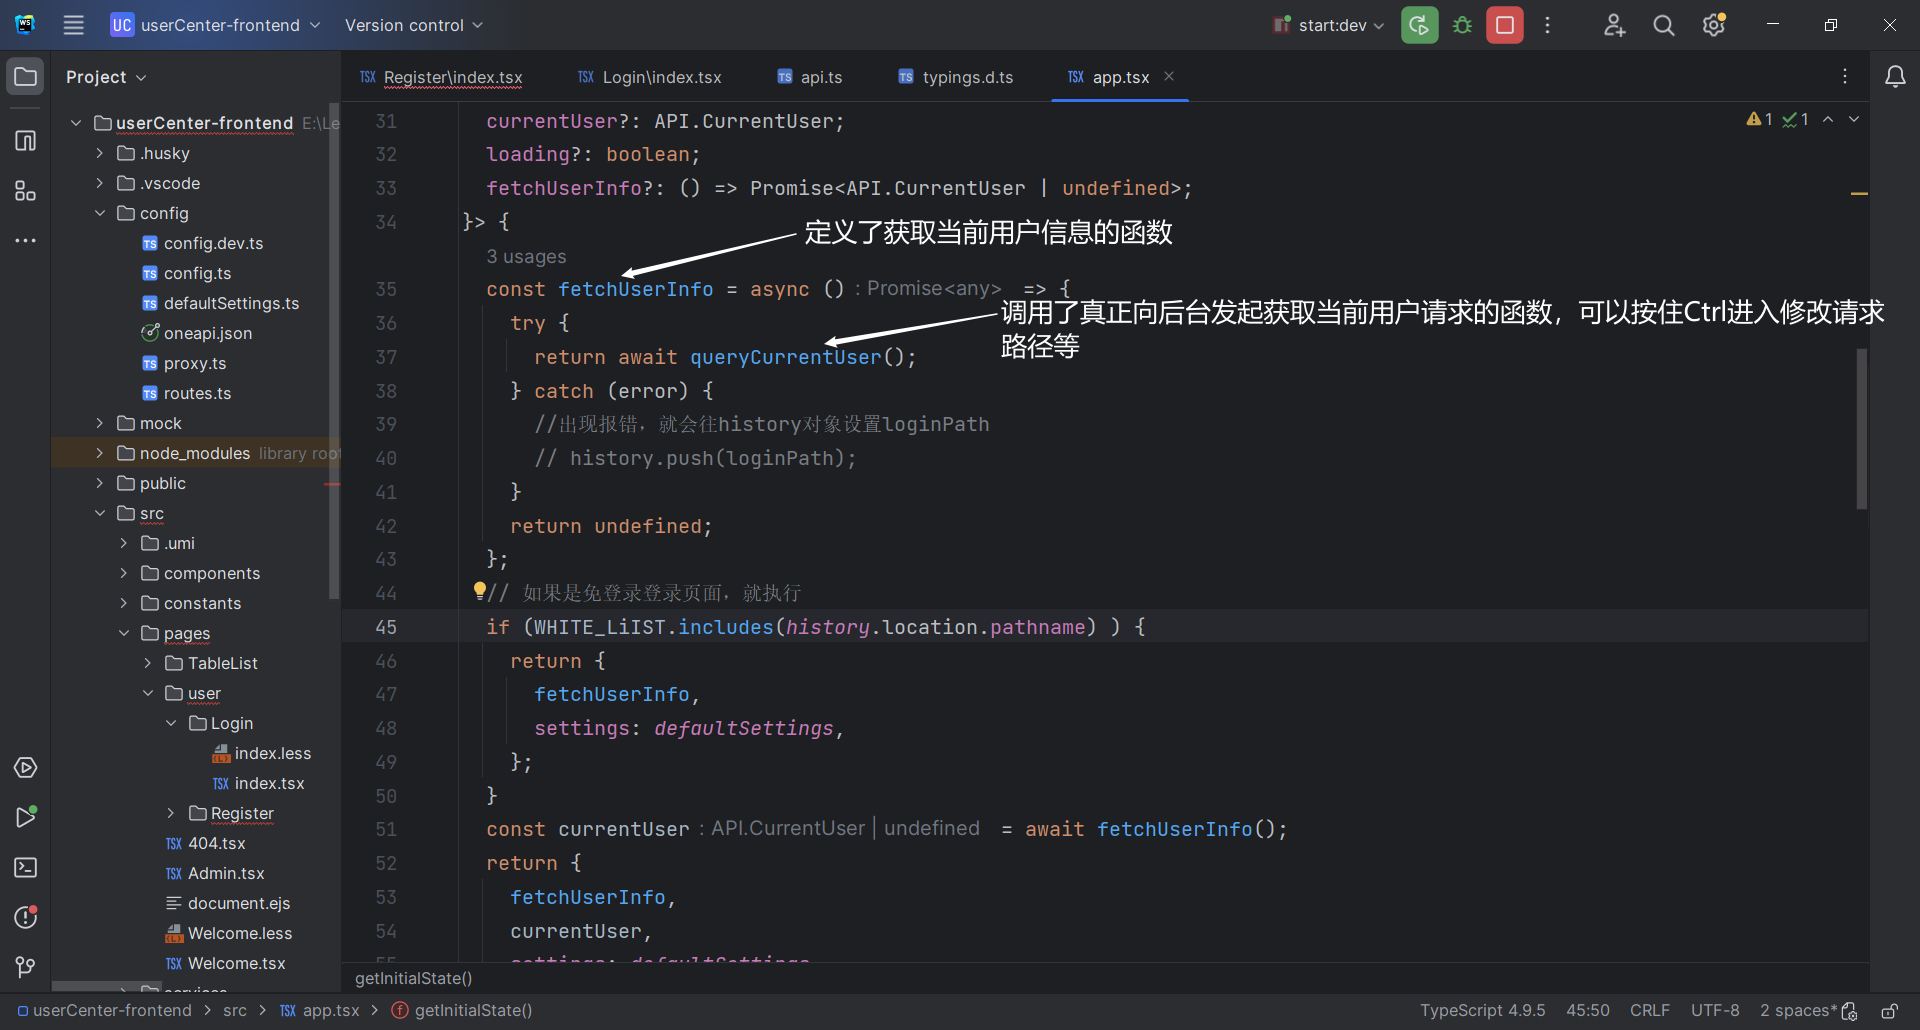 UC userCenter-frontend Version control start:dev
Project
Register\index.tsx Login\index.tsx api.ts typings.d.ts app.tsx
userCenter-frontend E:\Le
.husky
.vscode
config
config.dev.ts
config.ts
defaultSettings.ts
oneapi.json
proxy.ts
routes.ts
mock
node_modules library root
public
src
.umi
components
constants
pages
TableList
user
Login
index.less
index.tsx
Register
404.tsx
Admin.tsx
document.ejs
Welcome.less
Welcome.tsx
services
1 1
31 currentUser?: API.CurrentUser;
32 loading?: boolean;
33 fetchUserInfo?: () => Promise<API.CurrentUser | undefined>;
34 }> {
定义了获取当前用户信息的函数
3 usages
35 const fetchUserInfo = async () : Promise<any> => {
调用了真正向后台发起获取当前用户请求的函数，可以按住Ctrl进入修改请求
路径等
36 try {
37 return await queryCurrentUser();
38 } catch (error) {
39 //出现报错，就会往history对象设置loginPath
40 // history.push(loginPath);
41 }
42 return undefined;
43 };
44 // 如果是免登录登录页面，就执行
45 if (WHITE_LiIST.includes(history.location.pathname) ) {
46 return {
47 fetchUserInfo,
48 settings: defaultSettings,
49 };
50 }
51 const currentUser : API.CurrentUser | undefined = await fetchUserInfo();
52 return {
53 fetchUserInfo,
54 currentUser,
55 settings: defaultSettings
getInitialState()
userCenter-frontend > src > TSX app.tsx > getInitialState() TypeScript 4.9.5 45:50 CRLF UTF-8 2 spaces*